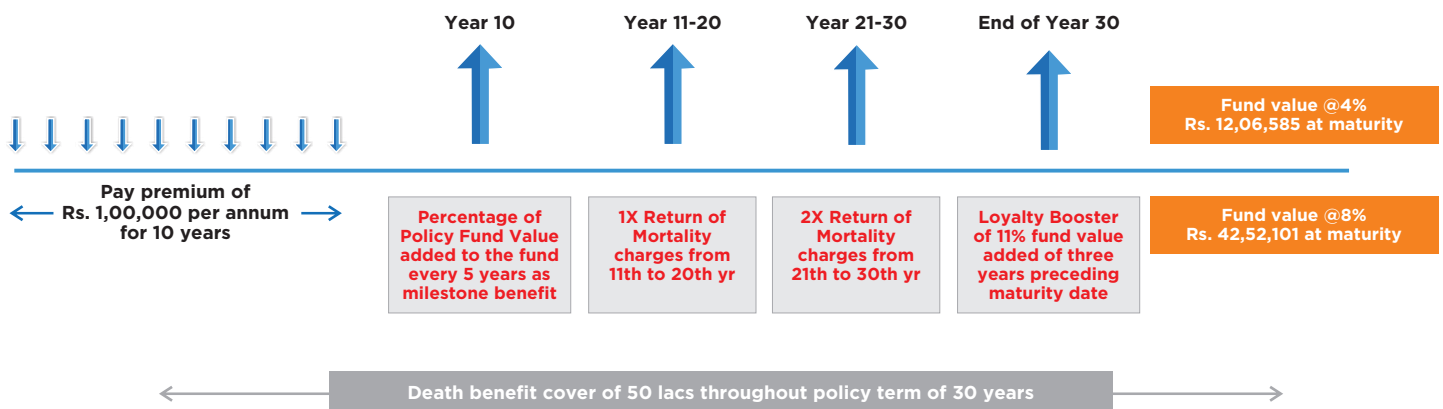 Year 10
Year 11-20
Year 21-30
End of Year 30
Fund value @4%
Rs. 12,06,585 at maturity
Pay premium of
Rs. 1,00,000 per annum
for 10 years
Percentage of
Policy Fund Value
added to the fund
every 5 years as
milestone benefit
1X Return of
Mortality
charges from
11th to 20th yr
2X Return of
Mortality
charges from
21th to 30th yr
Loyalty Booster
of 11% fund value
added of three
years preceding
maturity date
Fund value @8%
Rs. 42,52,101 at maturity
Death benefit cover of 50 lacs throughout policy term of 30 years